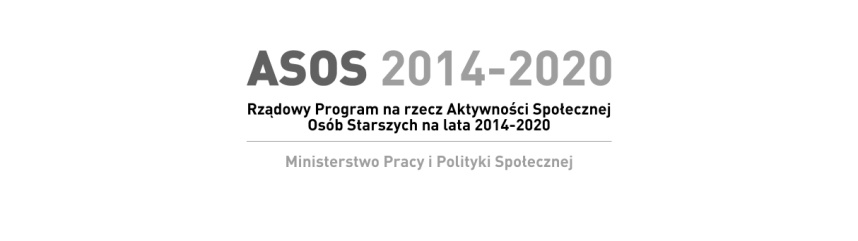 ASOS 2014-2020
Rządowy Program na rzecz Aktywności Społecznej
Osób Starszych na lata 2014-2020
Ministerstwo Pracy i Polityki Społecznej